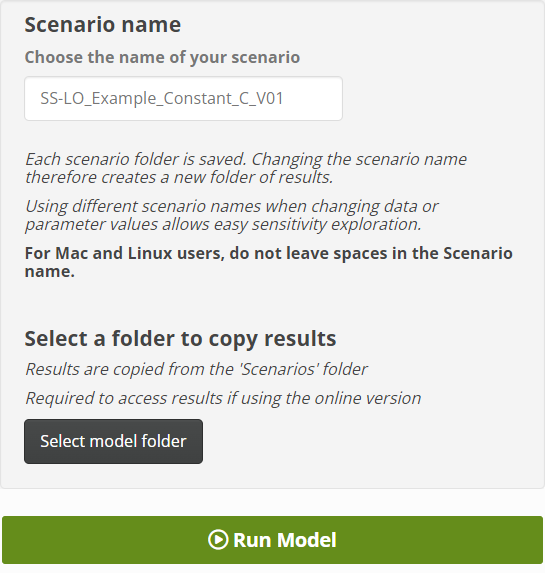 Scenario name
Choose the name of your scenario
SS-LO_Example_Constant_C_V01
Each scenario folder is saved. Changing the scenario name
therefore creates a new folder of results.
Using different scenario names when changing data or
parameter values allows easy sensitivity exploration.
For Mac and Linux users, do not leave spaces in the Scenario
name.
Select a folder to copy results
Results are copied from the 'Scenarios' folder
Required to access results if using the online version
Select model folder
Run Model